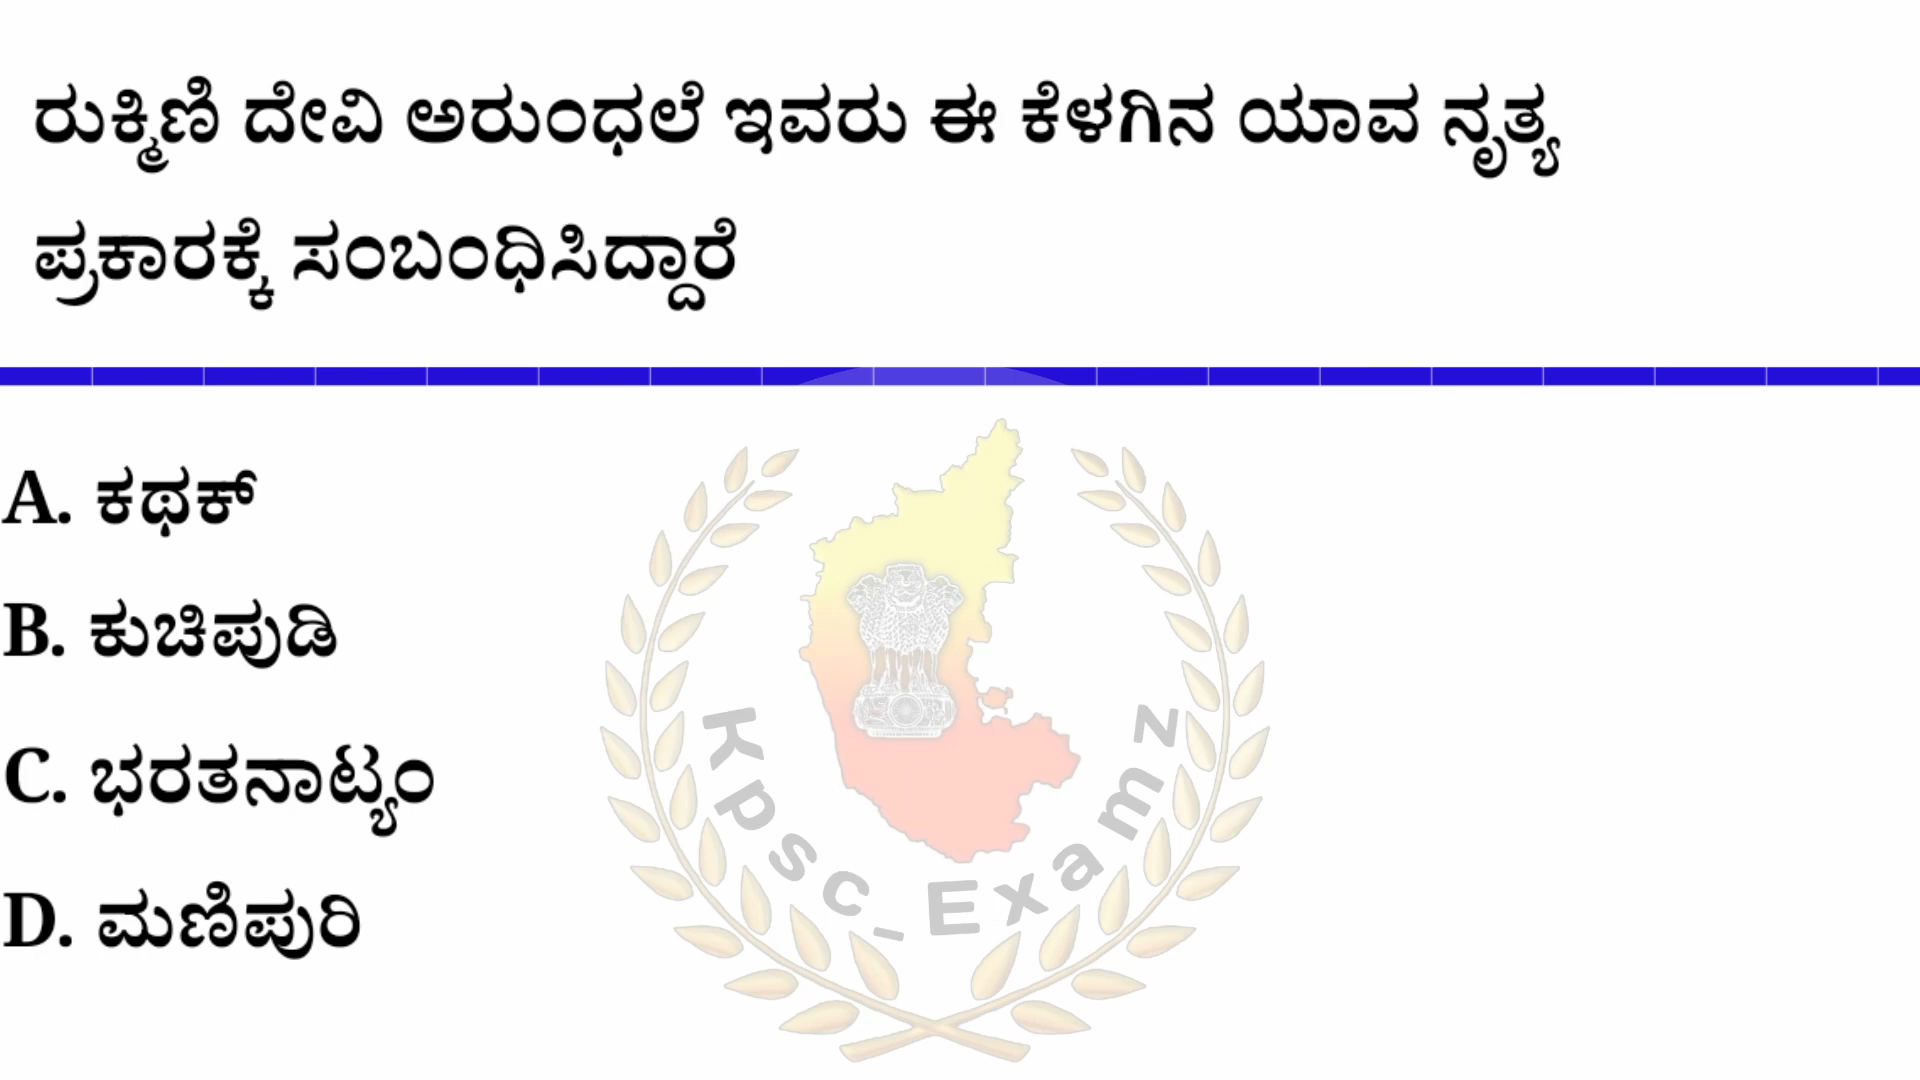 ರುಕ್ಮಿಣಿ ದೇವಿ ಅರುಂಧಲೆ ಇವರು ಈ ಕೆಳಗಿನ ಯಾವ ನೃತ್ಯ
ಪ್ರಕಾರಕ್ಕೆ ಸಂಬಂಧಿಸಿದ್ದಾರೆ
A. ಕಥಕ್
B. ಕುಚಿಪುಡಿ
C. ಭರತನಾಟ್ಯಂ
D. ಮಣಿಪುರಿ
Kpsc_Examz